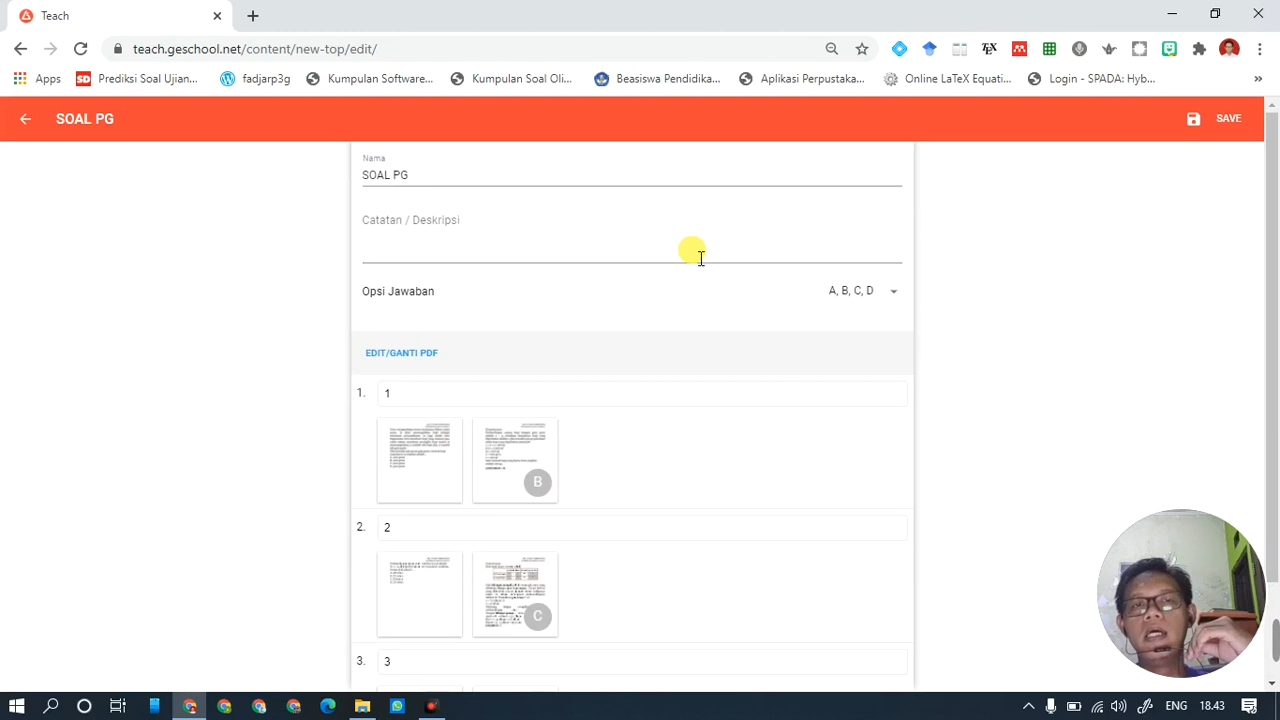 Teach
teach.geschool.net/content/new-top/edit/
Apps
Prediksi Soal Ujian...
fadjarp3g
Kumpulan Software...
Kumpulan Soal Oli...
Beasiswa Pendidika...
Aplikasi Perpustaka...
Online LaTeX Equati...
Login - SPADA: Hyb...
SOAL PG
SAVE
Nama
SOAL PG
Catatan / Deskripsi
Opsi Jawaban
A, B, C, D
EDIT/GANTI PDF
1.
1
B
2.
2
C
3.
3
ENG
18.43